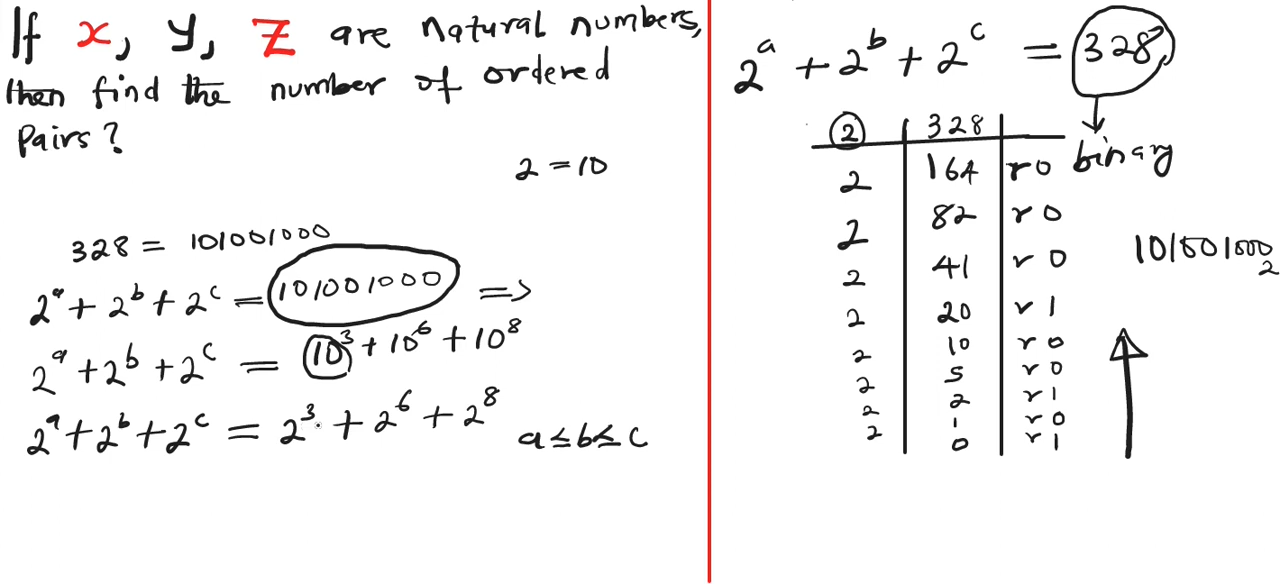 If x, y, z are natural numbers,
then find the number of ordered
pairs?
2 = 10
328 = 101001000
2^a + 2^b + 2^c = 101001000 =>
2^a + 2^b + 2^c = 10^3 + 10^6 + 10^8
2^a + 2^b + 2^c = 2^3 + 2^6 + 2^8 a ≤ b ≤ c
2^a + 2^b + 2^c = 328
2 | 328
binary
2 | 164 | r 0
2 | 82 | r 0
2 | 41 | r 0
101001000_2
2 | 20 | r 1
2 | 10 | r 0
2 | 5 | r 0
2 | 2 | r 1
2 | 1 | r 0
0 | r 1